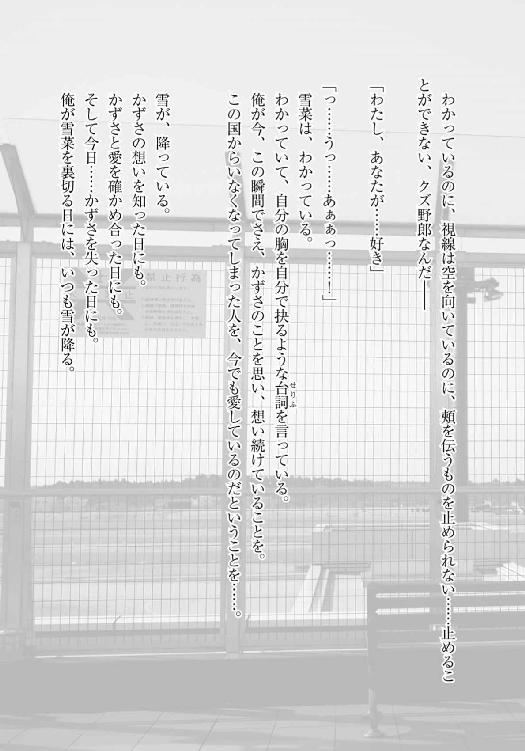 わかっているのに、視線は空を向いているのに、頬を伝うものを止められない……止めるこ
とができない、クズ野郎なんだ――
「わたし、あなたが……好き」
「っ……うっ……あぁぁっ……！」
雪菜は、わかっている。
わかっていて、自分の胸を自分で抉るような台詞を言っている。
せりふ
俺が今、この瞬間でさえ、かずさのことを思い、想い続けていることを。
この国からいなくなってしまった人を、今でも愛しているのだということを……。
雪が、降っている。
かずさの想いを知った日にも。
かずさと愛を確かめ合った日にも。
そして今日……かずさを失った日にも。
俺が雪菜を裏切る日には、いつも雪が降る。
禁止行為